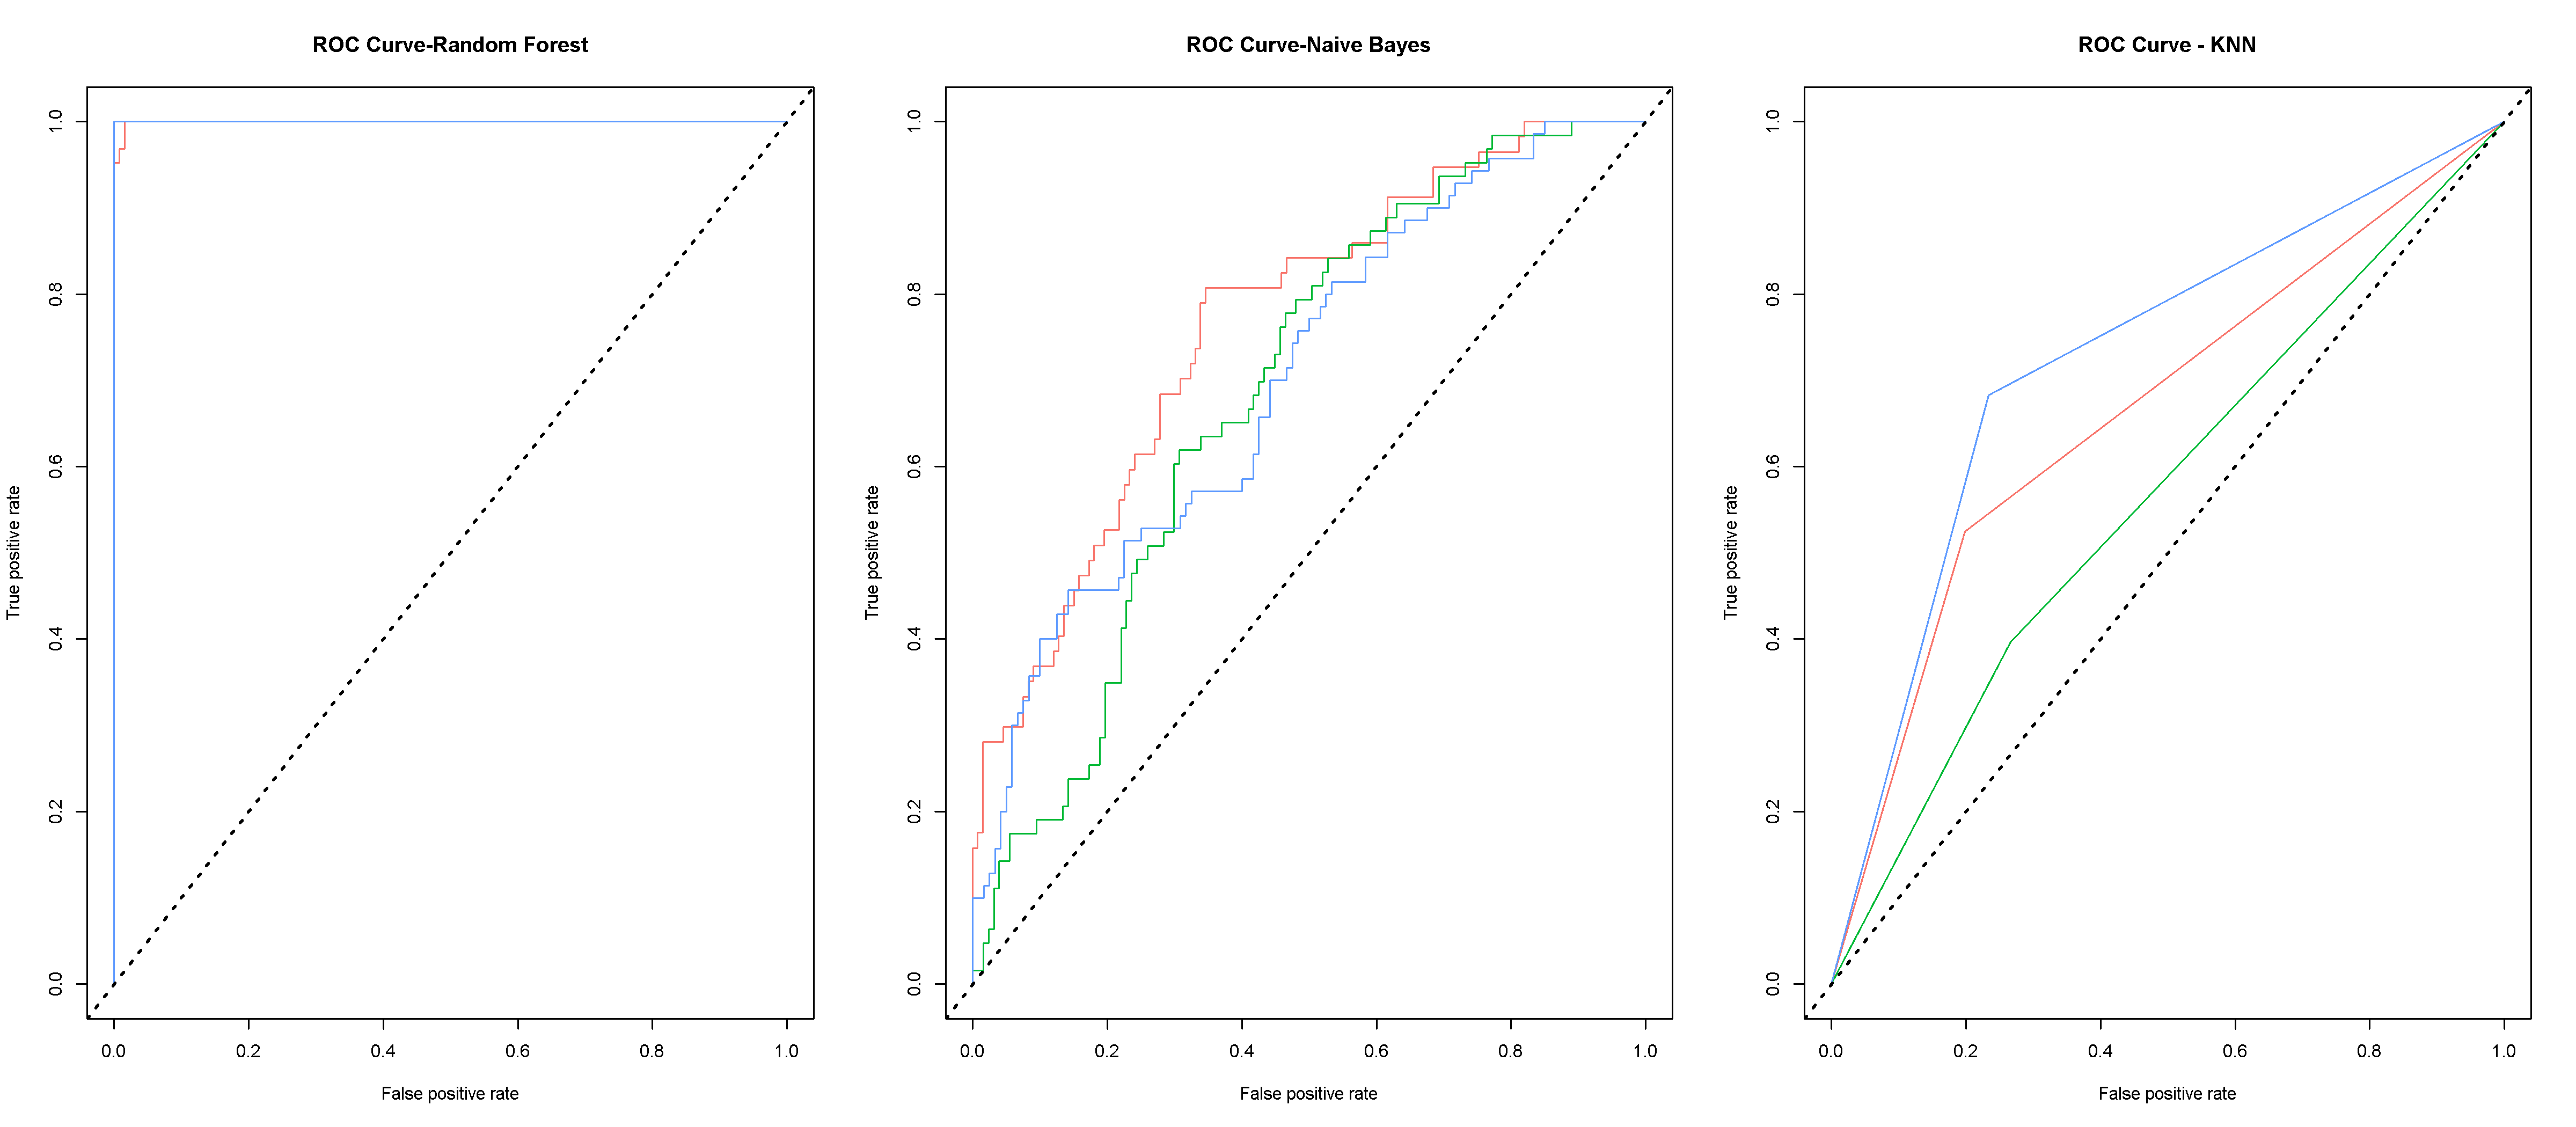 ROC Curve-Random Forest
True positive rate
1.0
0.8
0.6
0.4
0.2
0.0
0.0 0.2 0.4 0.6 0.8 1.0
False positive rate
ROC Curve-Naive Bayes
True positive rate
1.0
0.8
0.6
0.4
0.2
0.0
0.0 0.2 0.4 0.6 0.8 1.0
False positive rate
ROC Curve - KNN
True positive rate
1.0
0.8
0.6
0.4
0.2
0.0
0.0 0.2 0.4 0.6 0.8 1.0
False positive rate